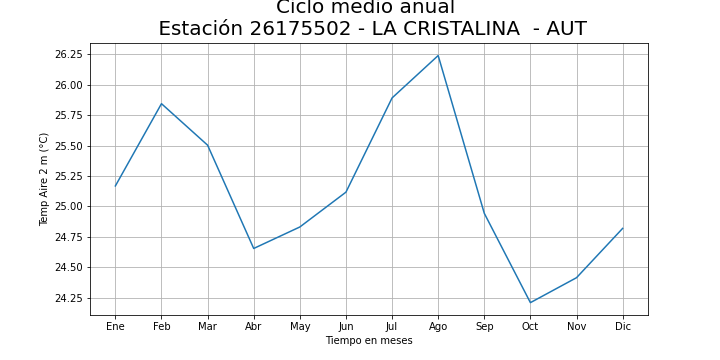 Ciclo medio anual
Estación 26175502 - LA CRISTALINA - AUT
26.25
26.00
25.75
25.50
25.25
25.00
24.75
24.50
24.25
Temp Aire 2 m (°C)
Ene Feb Mar Abr May Jun Jul Ago Sep Oct Nov Dic
Tiempo en meses